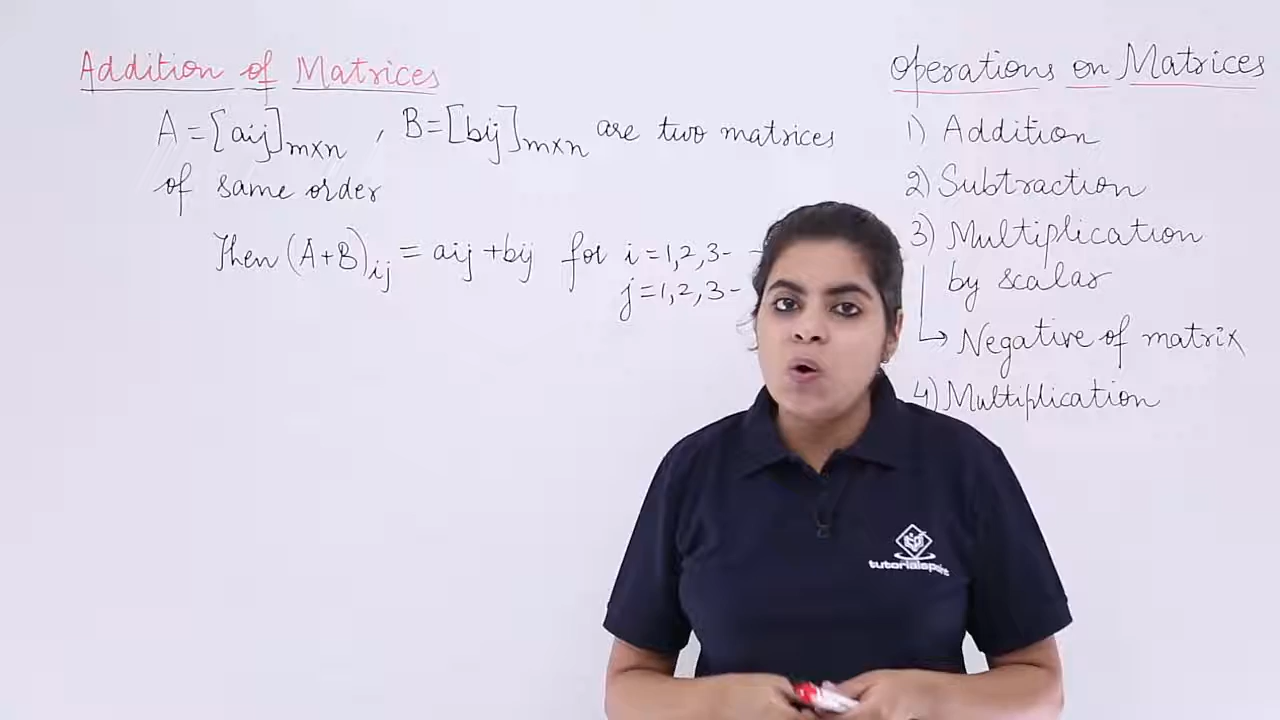 Addition of Matrices
A = [aij]m×n , B = [bij]m×n are two matrices
of same order
Then (A+B)ij = aij + bij for i = 1,2,3 - -
j = 1,2,3 -
Operations on Matrices
1) Addition
2) Subtraction
3) Multiplication
by scalar
↳ Negative of matrix
4) Multiplication
tutorialspoint